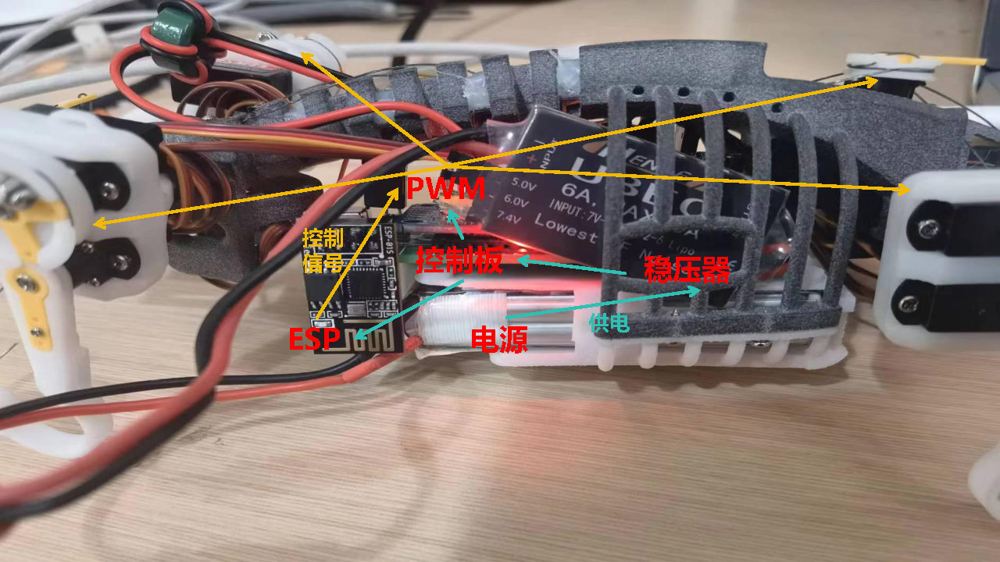 INPUT
5.0V
6.0V
7.4V
UBEC
6A,
INPUT:7V-
Lowest
PWM
ESP-01S
控制
信号
控制板
稳压器
ESP
电源
供电